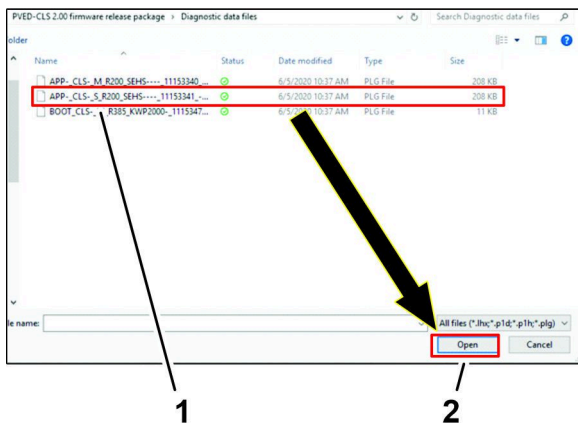 PVED-CLS 2.00 firmware release package > Diagnostic data files
Search Diagnostic data files
older
Name Status Date modified Type Size
APP-_CLS-_M_R200_SEHS----_11153340_... 6/5/2020 10:37 AM PLG File 208 KB
APP-_CLS-_S_R200_SEHS----_11153341_-... 6/5/2020 10:37 AM PLG File 208 KB
BOOT_CLS-_ R385_KWP2000-_1115347... 6/5/2020 10:37 AM PLG File 11 KB
le name: All files (*.lhx;*.p1d;*.p1h;*.plg)
Open Cancel
1 2